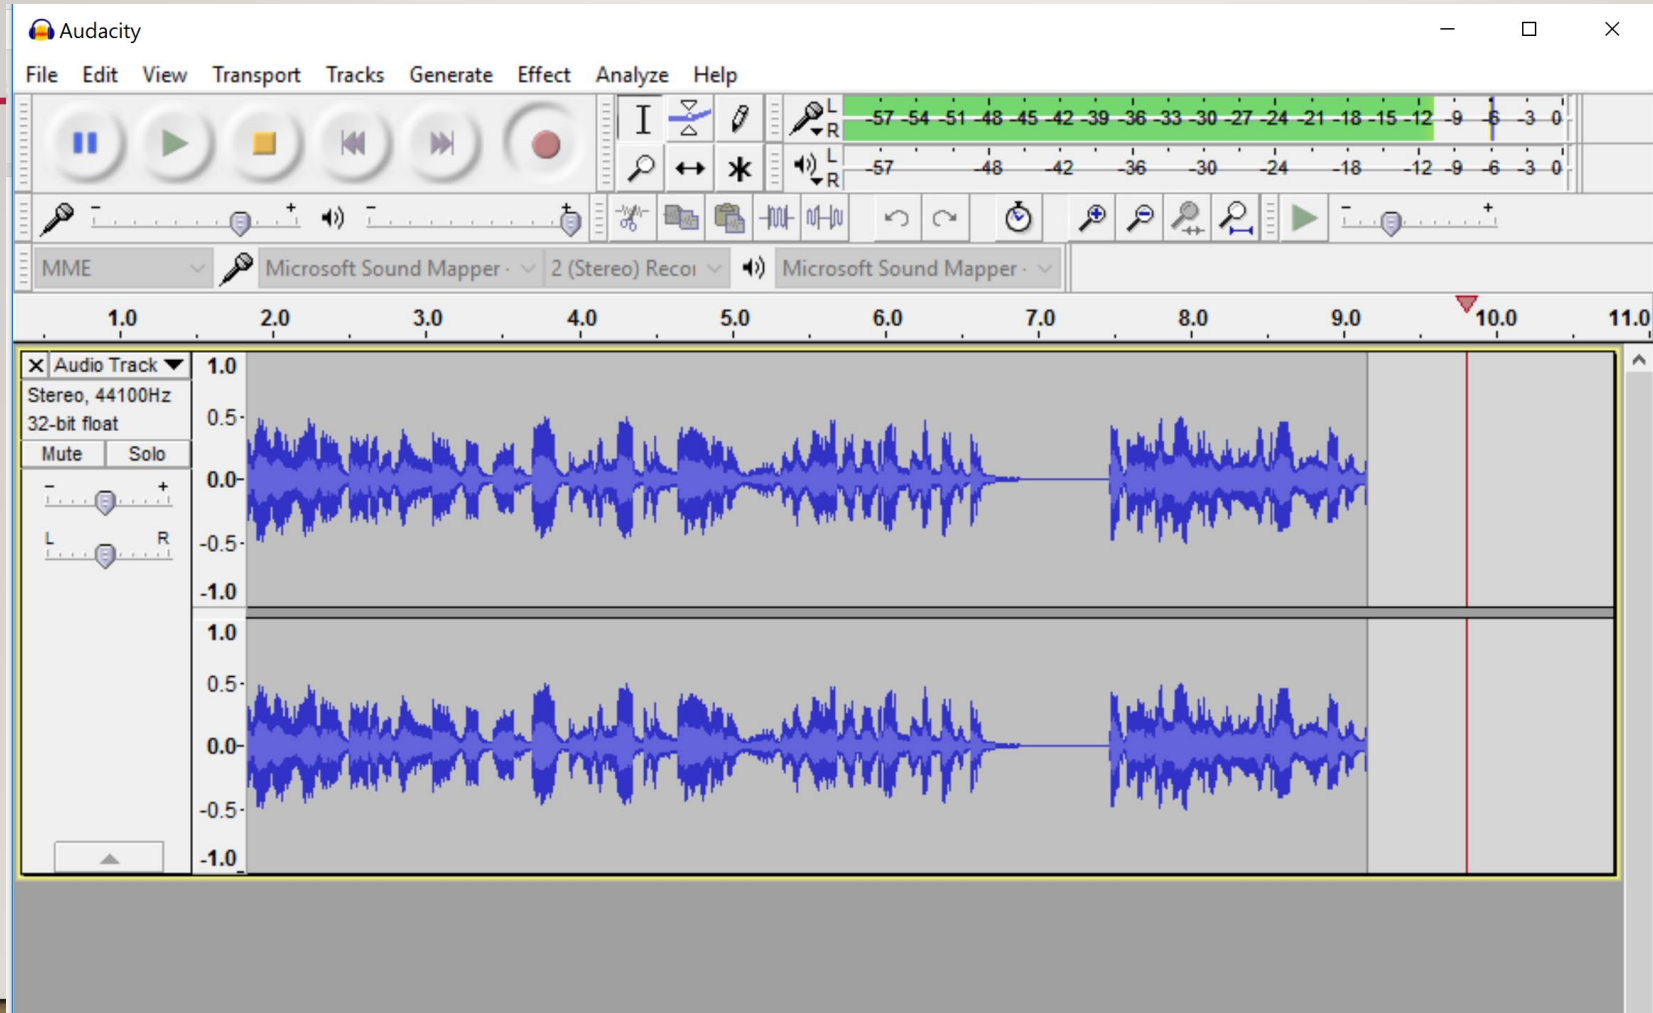 Audacity
File Edit View Transport Tracks Generate Effect Analyze Help
L
R
-57 -54 -51 -48 -45 -42 -39 -36 -33 -30 -27 -24 -21 -18 -15 -12 -9 -6 -3 0
L
R
-57 -48 -42 -36 -30 -24 -18 -12 -9 -6 -3 0
- + - + - +
MME Microsoft Sound Mapper - 2 (Stereo) Recor Microsoft Sound Mapper -
1.0 2.0 3.0 4.0 5.0 6.0 7.0 8.0 9.0 10.0 11.0
X Audio Track
Stereo, 44100Hz
32-bit float
Mute Solo
- +
L R
1.0
0.5-
0.0-
-0.5-
-1.0
1.0
0.5-
0.0-
-0.5-
-1.0